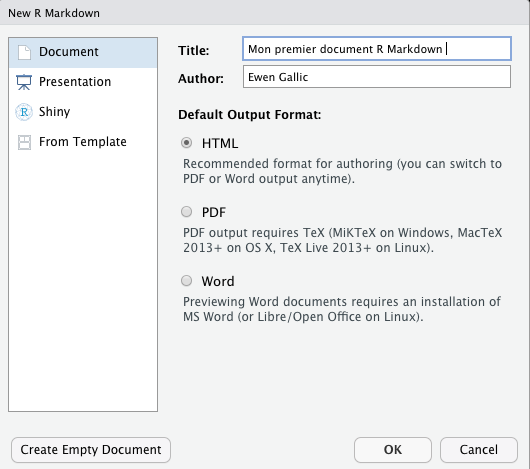 New R Markdown
Document
Presentation
Shiny
From Template
Title: Mon premier document R Markdown
Author: Ewen Gallic
Default Output Format:
HTML
Recommended format for authoring (you can switch to
PDF or Word output anytime).
PDF
PDF output requires TeX (MiKTeX on Windows, MacTeX
2013+ on OS X, TeX Live 2013+ on Linux).
Word
Previewing Word documents requires an installation of
MS Word (or Libre/Open Office on Linux).
Create Empty Document
OK
Cancel